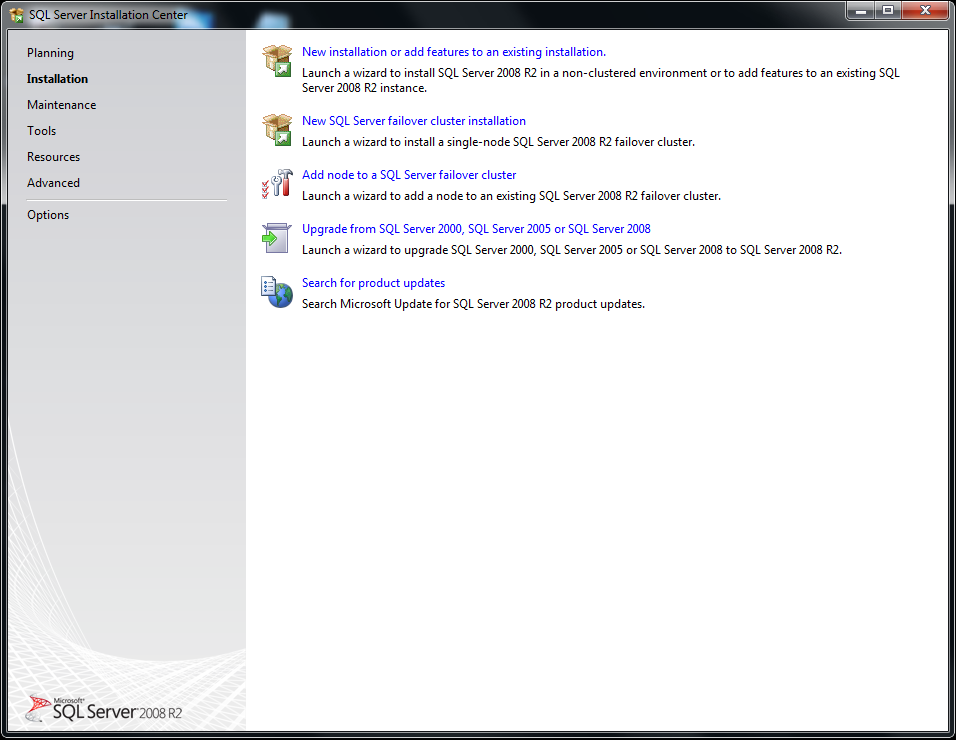 SQL Server Installation Center
Planning
Installation
Maintenance
Tools
Resources
Advanced
Options
New installation or add features to an existing installation.
Launch a wizard to install SQL Server 2008 R2 in a non-clustered environment or to add features to an existing SQL
Server 2008 R2 instance.
New SQL Server failover cluster installation
Launch a wizard to install a single-node SQL Server 2008 R2 failover cluster.
Add node to a SQL Server failover cluster
Launch a wizard to add a node to an existing SQL Server 2008 R2 failover cluster.
Upgrade from SQL Server 2000, SQL Server 2005 or SQL Server 2008
Launch a wizard to upgrade SQL Server 2000, SQL Server 2005 or SQL Server 2008 to SQL Server 2008 R2.
Search for product updates
Search Microsoft Update for SQL Server 2008 R2 product updates.
Microsoft®
SQL Server 2008 R2